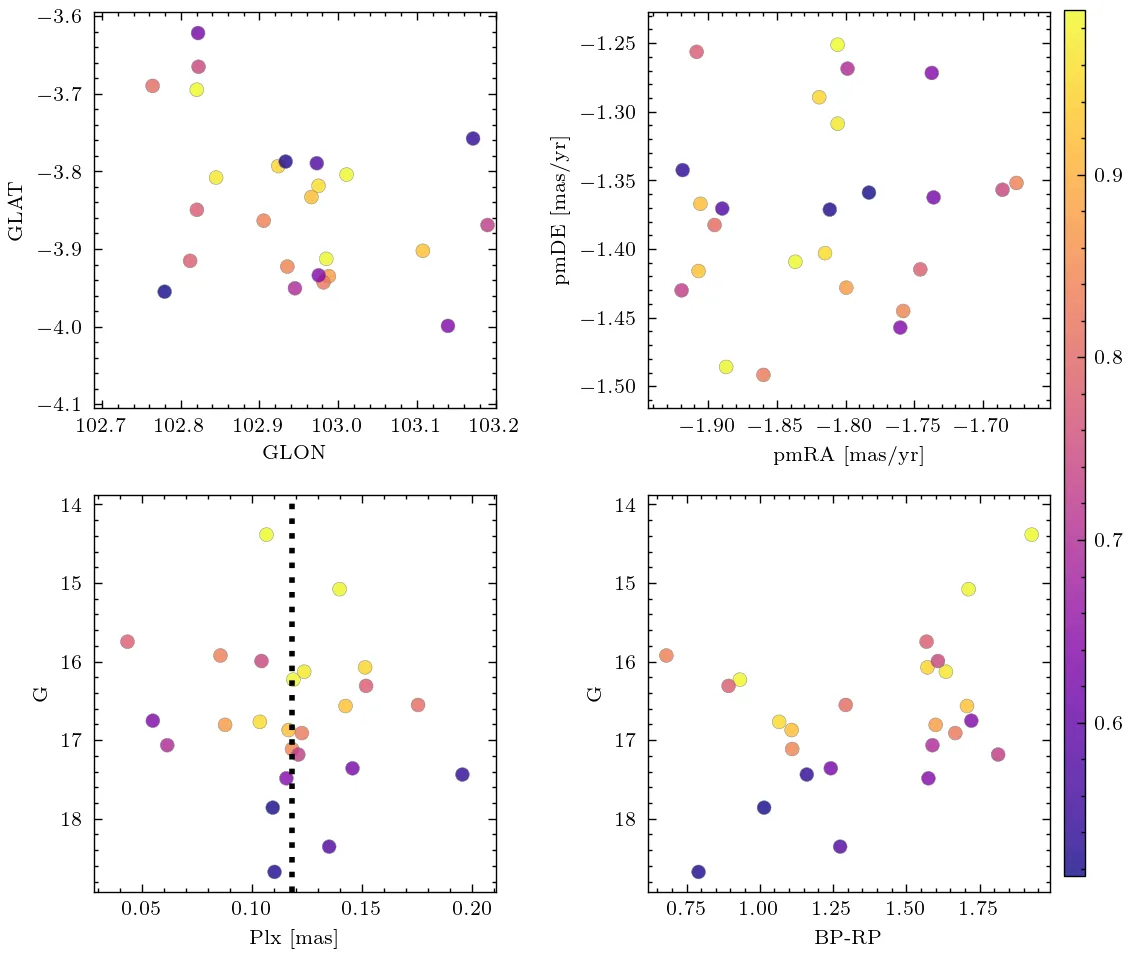 −3.6
−3.7
−3.8
−3.9
−4.0
−4.1
GLAT
102.7 102.8 102.9 103.0 103.1 103.2
GLON
−1.25
−1.30
−1.35
−1.40
−1.45
−1.50
pmDE [mas/yr]
−1.90 −1.85 −1.80 −1.75 −1.70
pmRA [mas/yr]
0.9
0.8
0.7
0.6
14
15
16
17
18
G
0.05 0.10 0.15 0.20
Plx [mas]
14
15
16
17
18
G
0.75 1.00 1.25 1.50 1.75
BP-RP